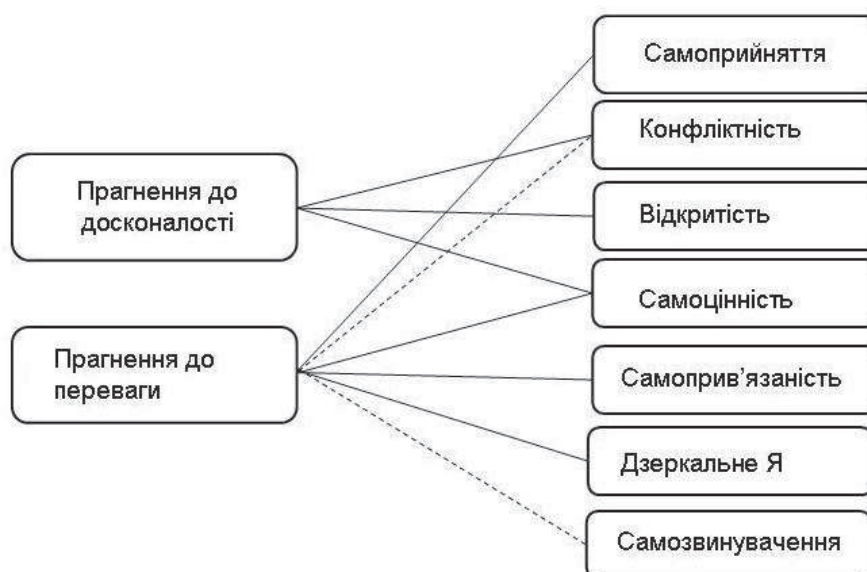 Самоприйняття
Конфліктність
Прагнення до
досконалості
Відкритість
Самоцінність
Прагнення до
переваги
Самоприв’язаність
Дзеркальне Я
Самозвинувачення